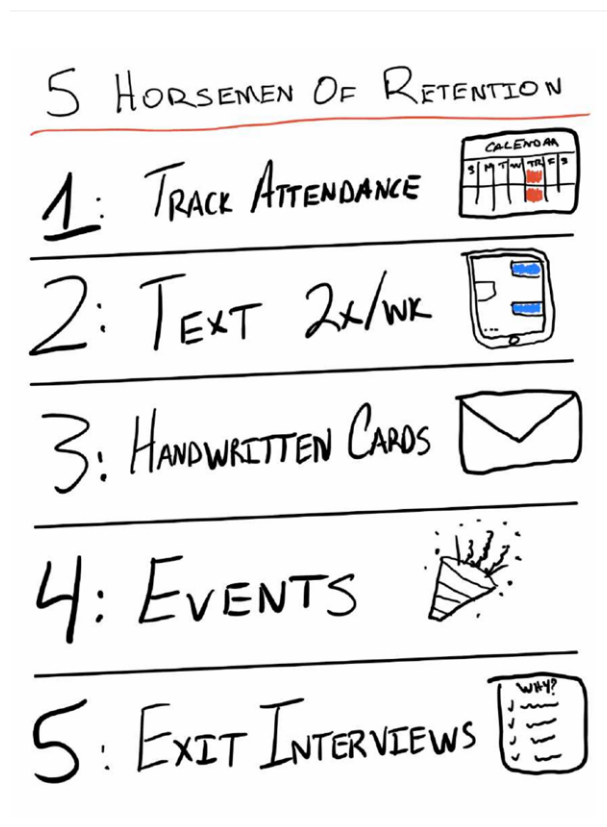 5 HORSEMEN OF RETENTION
CALENDAR
S M T W TR F S
1: TRACK ATTENDANCE
2: TEXT 2x/WK
3: HANDWRITTEN CARDS
4: EVENTS
WHY?
5: EXIT INTERVIEWS